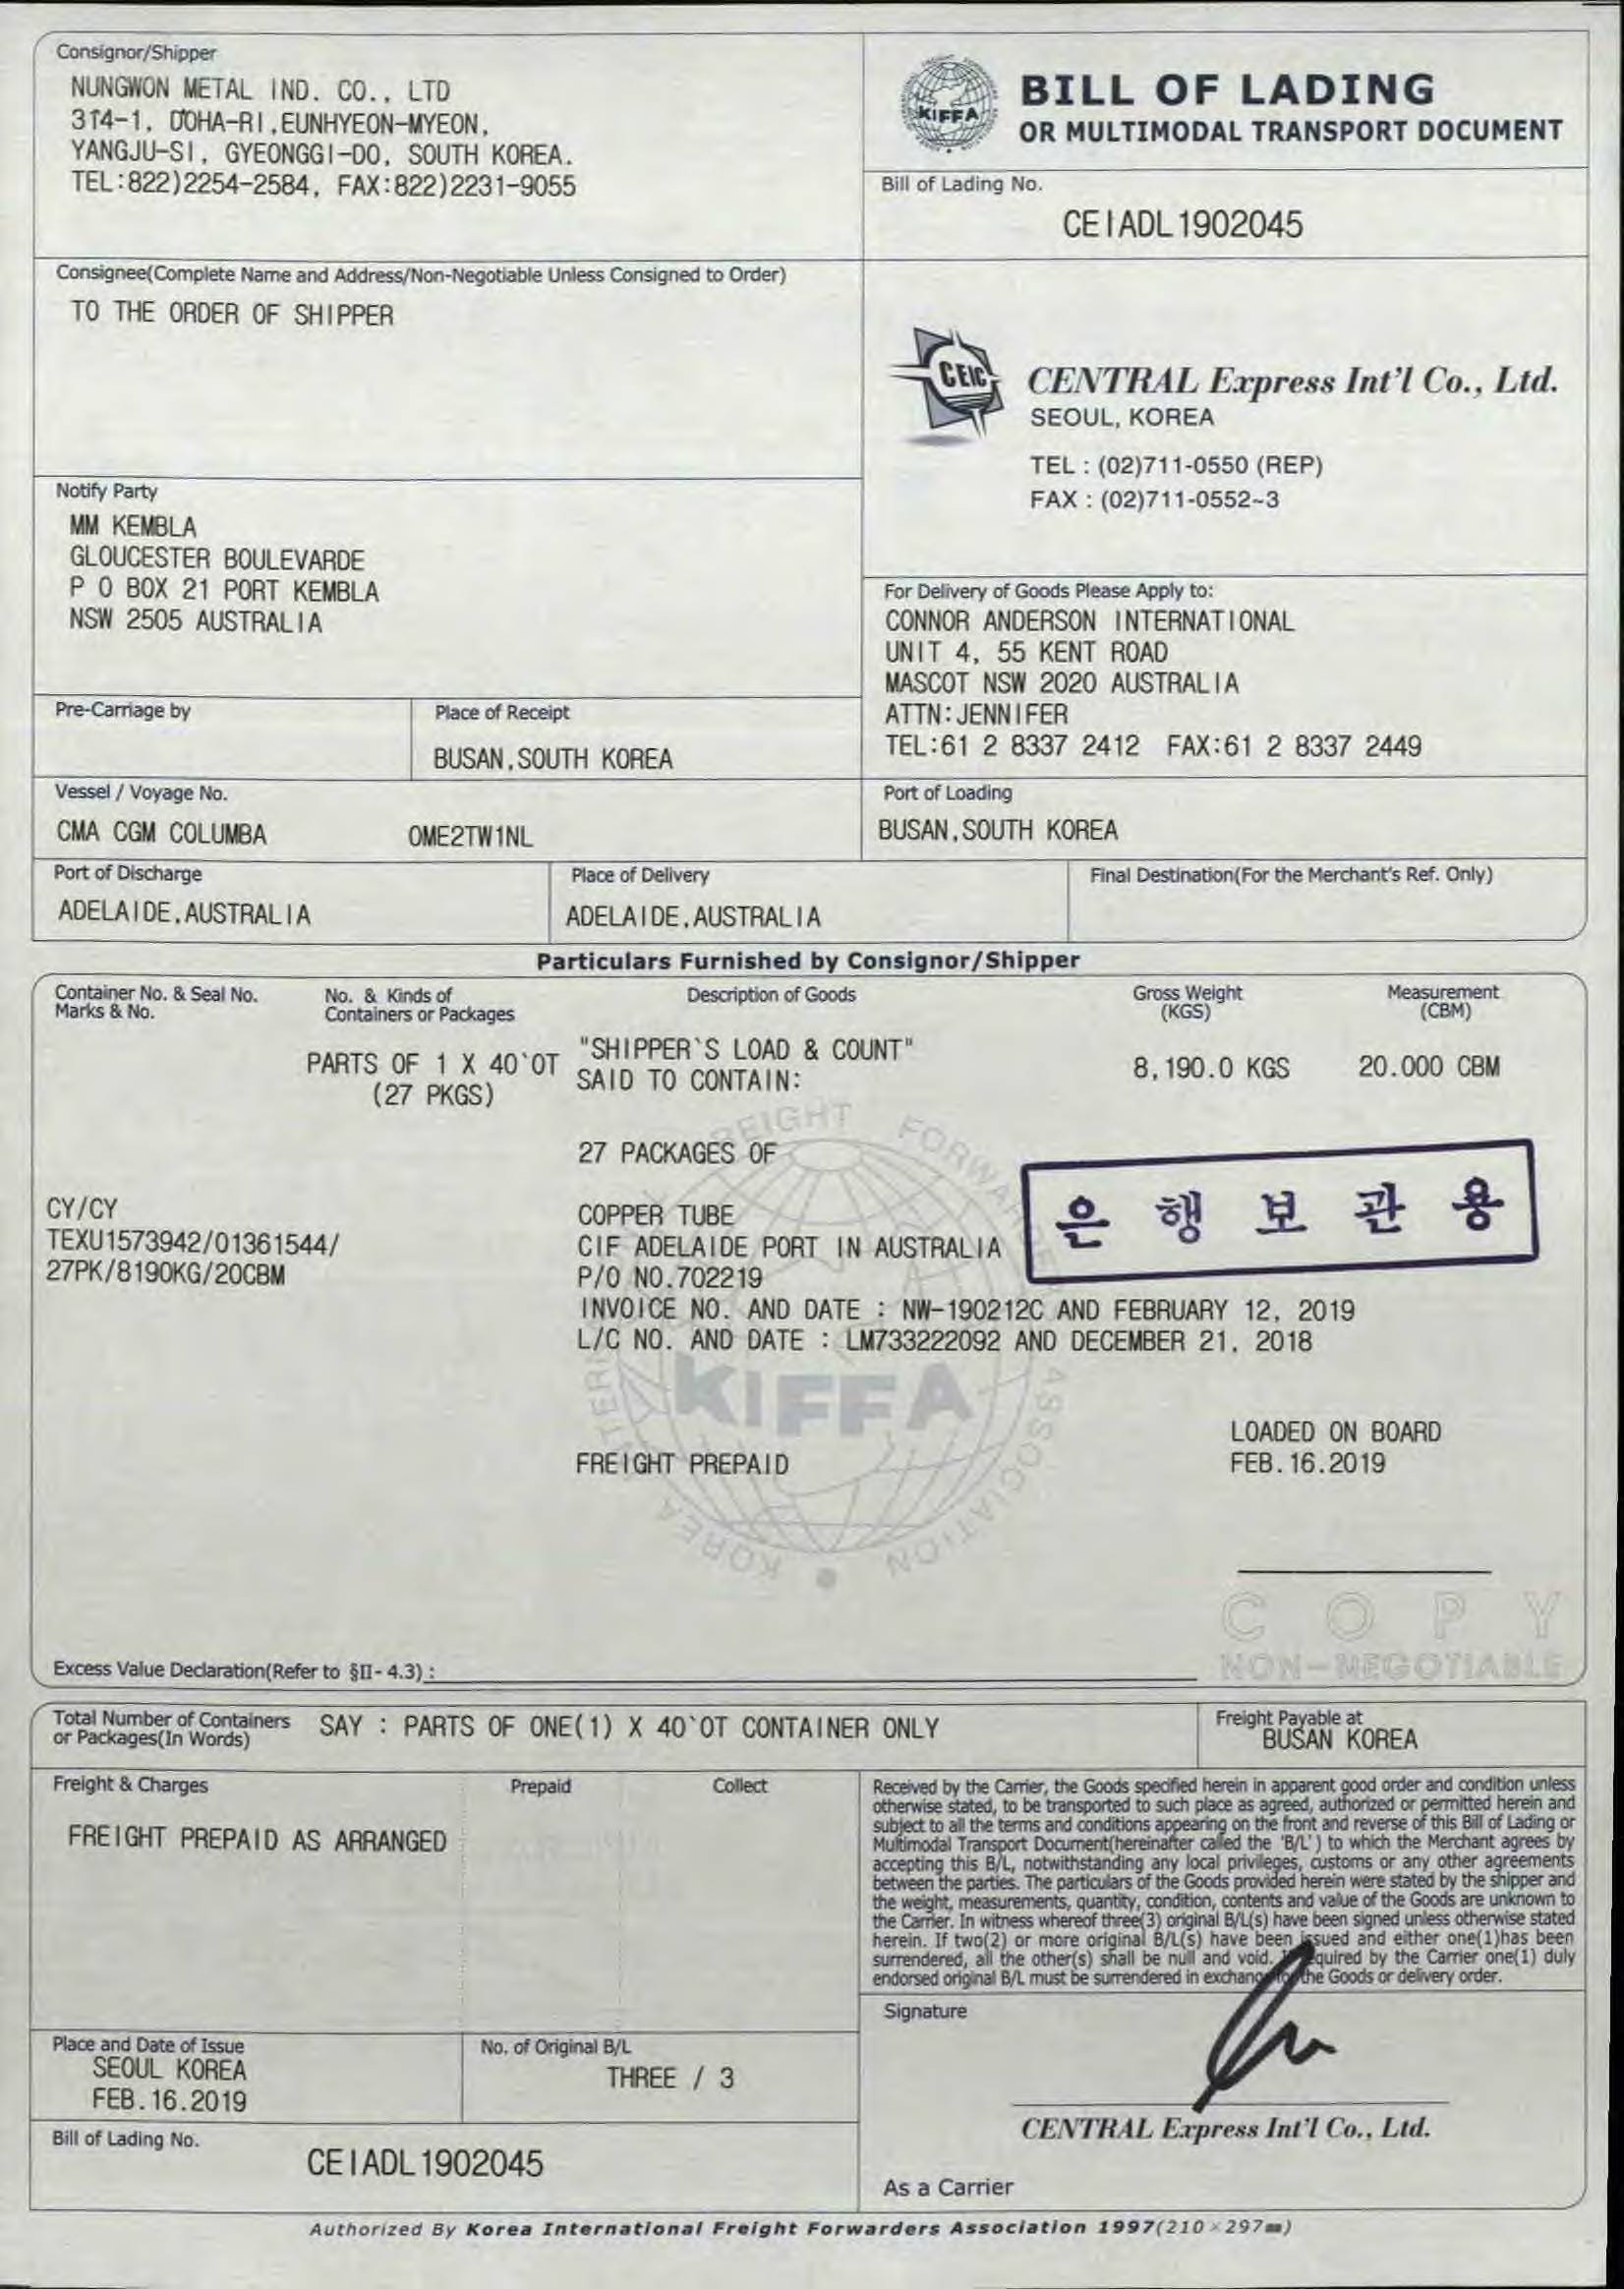 Consignor/Shipper
NUNGWON METAL IND. CO., LTD
314-1, DOHA-RI,EUNHYEON-MYEON,
YANGJU-SI, GYEONGGI-DO, SOUTH KOREA.
TEL:822)2254-2584, FAX:822)2231-9055
KIFFA
BILL OF LADING
OR MULTIMODAL TRANSPORT DOCUMENT
Bill of Lading No.
CEIADL1902045
Consignee(Complete Name and Address/Non-Negotiable Unless Consigned to Order)
TO THE ORDER OF SHIPPER
CEIC
CENTRAL Express Int'l Co., Ltd.
SEOUL, KOREA
TEL : (02)711-0550 (REP)
FAX : (02)711-0552~3
Notify Party
MM KEMBLA
GLOUCESTER BOULEVARDE
P O BOX 21 PORT KEMBLA
NSW 2505 AUSTRALIA
For Delivery of Goods Please Apply to:
CONNOR ANDERSON INTERNATIONAL
UNIT 4, 55 KENT ROAD
MASCOT NSW 2020 AUSTRALIA
ATTN:JENNIFER
TEL:61 2 8337 2412 FAX:61 2 8337 2449
Pre-Carriage by
Place of Receipt
BUSAN,SOUTH KOREA
Vessel / Voyage No.
CMA CGM COLUMBA OME2TW1NL
Port of Loading
BUSAN,SOUTH KOREA
Port of Discharge
ADELAIDE,AUSTRALIA
Place of Delivery
ADELAIDE,AUSTRALIA
Final Destination(For the Merchant's Ref. Only)
Particulars Furnished by Consignor/Shipper
Container No. & Seal No.
Marks & No.
No. & Kinds of
Containers or Packages
Description of Goods
Gross Weight
(KGS)
Measurement
(CBM)
PARTS OF 1 X 40`OT
(27 PKGS)
"SHIPPER`S LOAD & COUNT"
SAID TO CONTAIN:
8,190.0 KGS
20.000 CBM
27 PACKAGES OF
CY/CY
TEXU1573942/01361544/
27PK/8190KG/20CBM
COPPER TUBE
CIF ADELAIDE PORT IN AUSTRALIA
P/O NO.702219
INVOICE NO. AND DATE : NW-190212C AND FEBRUARY 12, 2019
L/C NO. AND DATE : LM733222092 AND DECEMBER 21, 2018
은행보관용
KIFFA
FREIGHT PREPAID
LOADED ON BOARD
FEB.16.2019
COPY
NON-NEGOTIABLE
Excess Value Declaration(Refer to §II- 4.3) :
Total Number of Containers
or Packages(In Words)
SAY : PARTS OF ONE(1) X 40`OT CONTAINER ONLY
Freight Payable at
BUSAN KOREA
Freight & Charges Prepaid Collect
FREIGHT PREPAID AS ARRANGED
Received by the Carrier, the Goods specified herein in apparent good order and condition unless
otherwise stated, to be transported to such place as agreed, authorized or permitted herein and
subject to all the terms and conditions appearing on the front and reverse of this Bill of Lading or
Multimodal Transport Document(hereinafter called the 'B/L') to which the Merchant agrees by
accepting this B/L, notwithstanding any local privileges, customs or any other agreements
between the parties. The particulars of the Goods provided herein were stated by the shipper and
the weight, measurements, quantity, condition, contents and value of the Goods are unknown to
the Carrier. In witness whereof three(3) original B/L(s) have been signed unless otherwise stated
herein. If two(2) or more original B/L(s) have been issued and either one(1)has been
surrendered, all the other(s) shall be null and void. required by the Carrier one(1) duly
endorsed original B/L must be surrendered in exchange for the Goods or delivery order.
Signature
CENTRAL Express Int'l Co., Ltd.
As a Carrier
Place and Date of Issue
SEOUL KOREA
FEB.16.2019
No. of Original B/L
THREE / 3
Bill of Lading No.
CEIADL1902045
Authorized By Korea International Freight Forwarders Association 1997(210×297㎜)